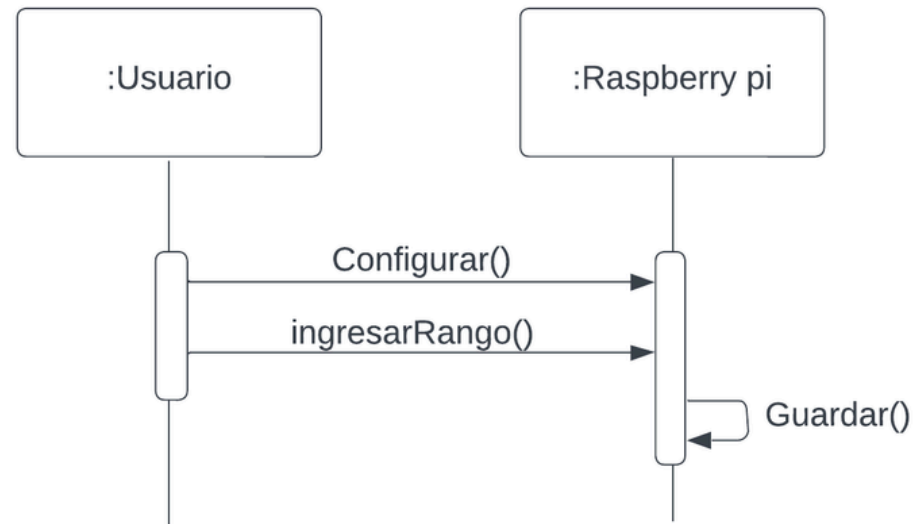 :Usuario
:Raspberry pi
Configurar()
ingresarRango()
Guardar()